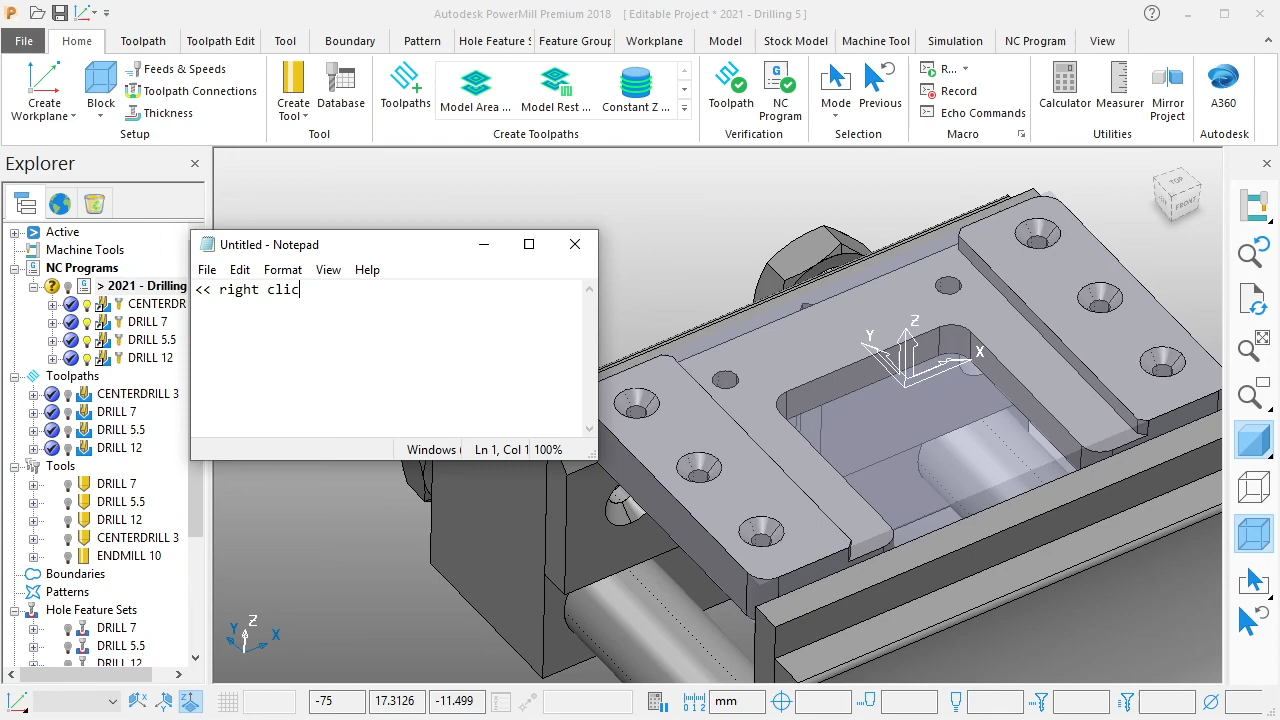 Autodesk PowerMill Premium 2018 [ Editable Project * 2021 - Drilling 5 ]
File Home Toolpath Toolpath Edit Tool Boundary Pattern Hole Feature S Feature Group Workplane Model Stock Model Machine Tool Simulation NC Program View
Create Workplane
Block
Feeds & Speeds
Toolpath Connections
Thickness
Setup
Create Tool
Database
Tool
Toolpaths
Model Area ...
Model Rest ...
Constant Z ...
Create Toolpaths
Toolpath
NC Program
Verification
Mode
Previous
Selection
R...
Record
Echo Commands
Macro
Calculator
Measurer
Mirror Project
Utilities
A360
Autodesk
Explorer
Active
Machine Tools
NC Programs
> 2021 - Drilling
CENTERDR
DRILL 7
DRILL 5.5
DRILL 12
Toolpaths
CENTERDRILL 3
DRILL 7
DRILL 5.5
DRILL 12
Tools
DRILL 7
DRILL 5.5
DRILL 12
CENTERDRILL 3
ENDMILL 10
Boundaries
Patterns
Hole Feature Sets
DRILL 7
DRILL 5.5
DRILL 12
Untitled - Notepad
File Edit Format View Help
<< right clic
Windows ( Ln 1, Col 1 100%
Z
Y
X
TOP
FRONT
Z
Y
X
-75 17.3126 -11.499 mm